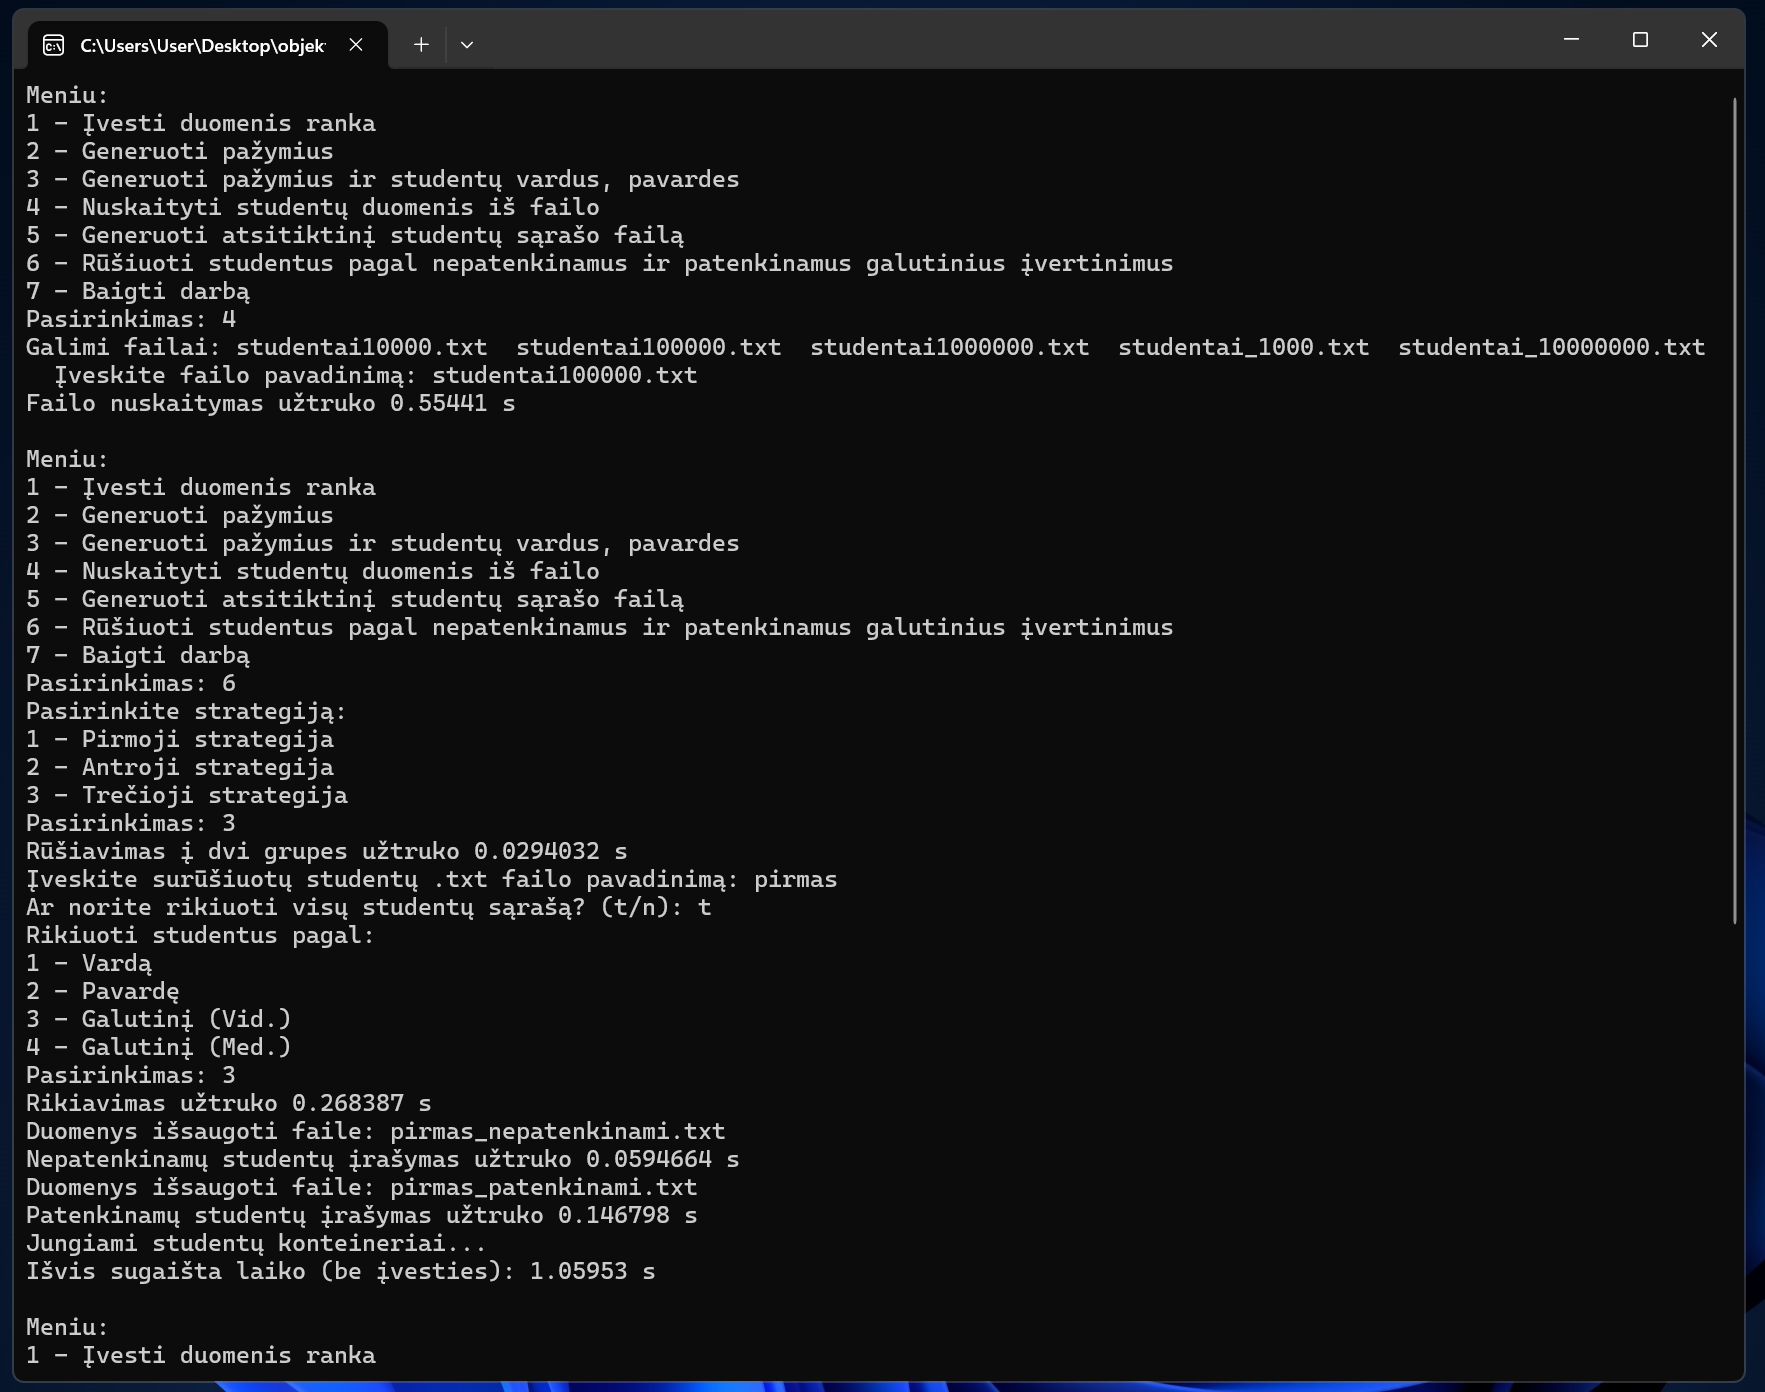 C:\Users\User\Desktop\objek
Meniu:
1 - Įvesti duomenis ranka
2 - Generuoti pažymius
3 - Generuoti pažymius ir studentų vardus, pavardes
4 - Nuskaityti studentų duomenis iš failo
5 - Generuoti atsitiktinį studentų sąrašo failą
6 - Rūšiuoti studentus pagal nepatenkinamus ir patenkinamus galutinius įvertinimus
7 - Baigti darbą
Pasirinkimas: 4
Galimi failai: studentai10000.txt  studentai100000.txt  studentai1000000.txt  studentai_1000.txt  studentai_10000000.txt
  Įveskite failo pavadinimą: studentai100000.txt
Failo nuskaitymas užtruko 0.55441 s
Meniu:
1 - Įvesti duomenis ranka
2 - Generuoti pažymius
3 - Generuoti pažymius ir studentų vardus, pavardes
4 - Nuskaityti studentų duomenis iš failo
5 - Generuoti atsitiktinį studentų sąrašo failą
6 - Rūšiuoti studentus pagal nepatenkinamus ir patenkinamus galutinius įvertinimus
7 - Baigti darbą
Pasirinkimas: 6
Pasirinkite strategiją:
1 - Pirmoji strategija
2 - Antroji strategija
3 - Trečioji strategija
Pasirinkimas: 3
Rūšiavimas į dvi grupes užtruko 0.0294032 s
Įveskite surūšiuotų studentų .txt failo pavadinimą: pirmas
Ar norite rikiuoti visų studentų sąrašą? (t/n): t
Rikiuoti studentus pagal:
1 - Vardą
2 - Pavardę
3 - Galutinį (Vid.)
4 - Galutinį (Med.)
Pasirinkimas: 3
Rikiavimas užtruko 0.268387 s
Duomenys išsaugoti faile: pirmas_nepatenkinami.txt
Nepatenkinamų studentų įrašymas užtruko 0.0594664 s
Duomenys išsaugoti faile: pirmas_patenkinami.txt
Patenkinamų studentų įrašymas užtruko 0.146798 s
Jungiami studentų konteineriai...
Išvis sugaišta laiko (be įvesties): 1.05953 s
Meniu:
1 - Įvesti duomenis ranka